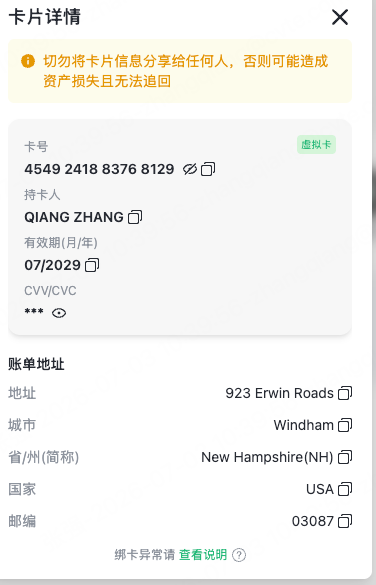 卡片详情
切勿将卡片信息分享给任何人，否则可能造成
资产损失且无法追回
卡号
虚拟卡
4549 2418 8376 8129
持卡人
QIANG ZHANG
有效期(月/年)
07/2029
CVV/CVC
***
账单地址
地址 923 Erwin Roads
城市 Windham
省/州(简称) New Hampshire(NH)
国家 USA
邮编 03087
绑卡异常请 查看说明 ?